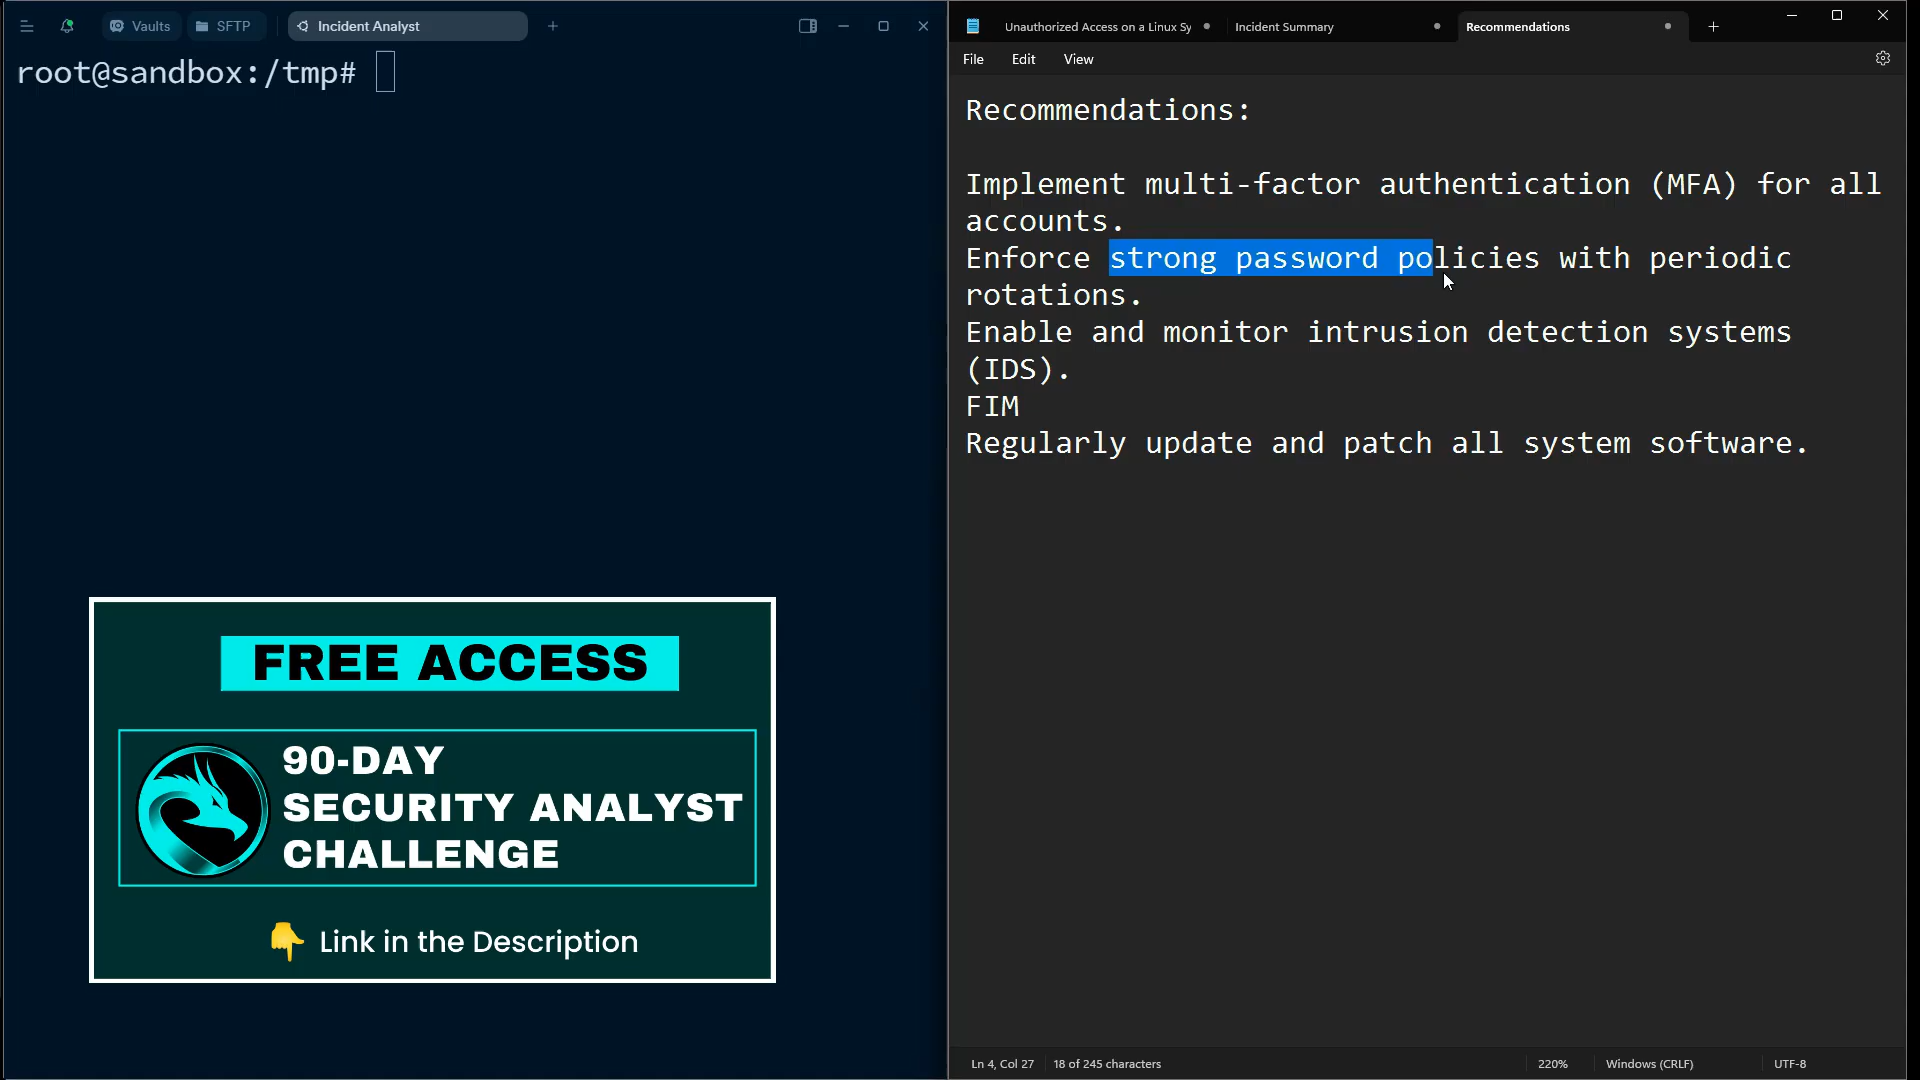 Vaults
SFTP
Incident Analyst
root@sandbox:/tmp#
FREE ACCESS
90-DAY
SECURITY ANALYST
CHALLENGE
👇 Link in the Description
Unauthorized Access on a Linux Sy
Incident Summary
Recommendations
File
Edit
View
Recommendations:
Implement multi-factor authentication (MFA) for all
accounts.
Enforce strong password policies with periodic
rotations.
Enable and monitor intrusion detection systems
(IDS).
FIM
Regularly update and patch all system software.
Ln 4, Col 27
18 of 245 characters
220%
Windows (CRLF)
UTF-8